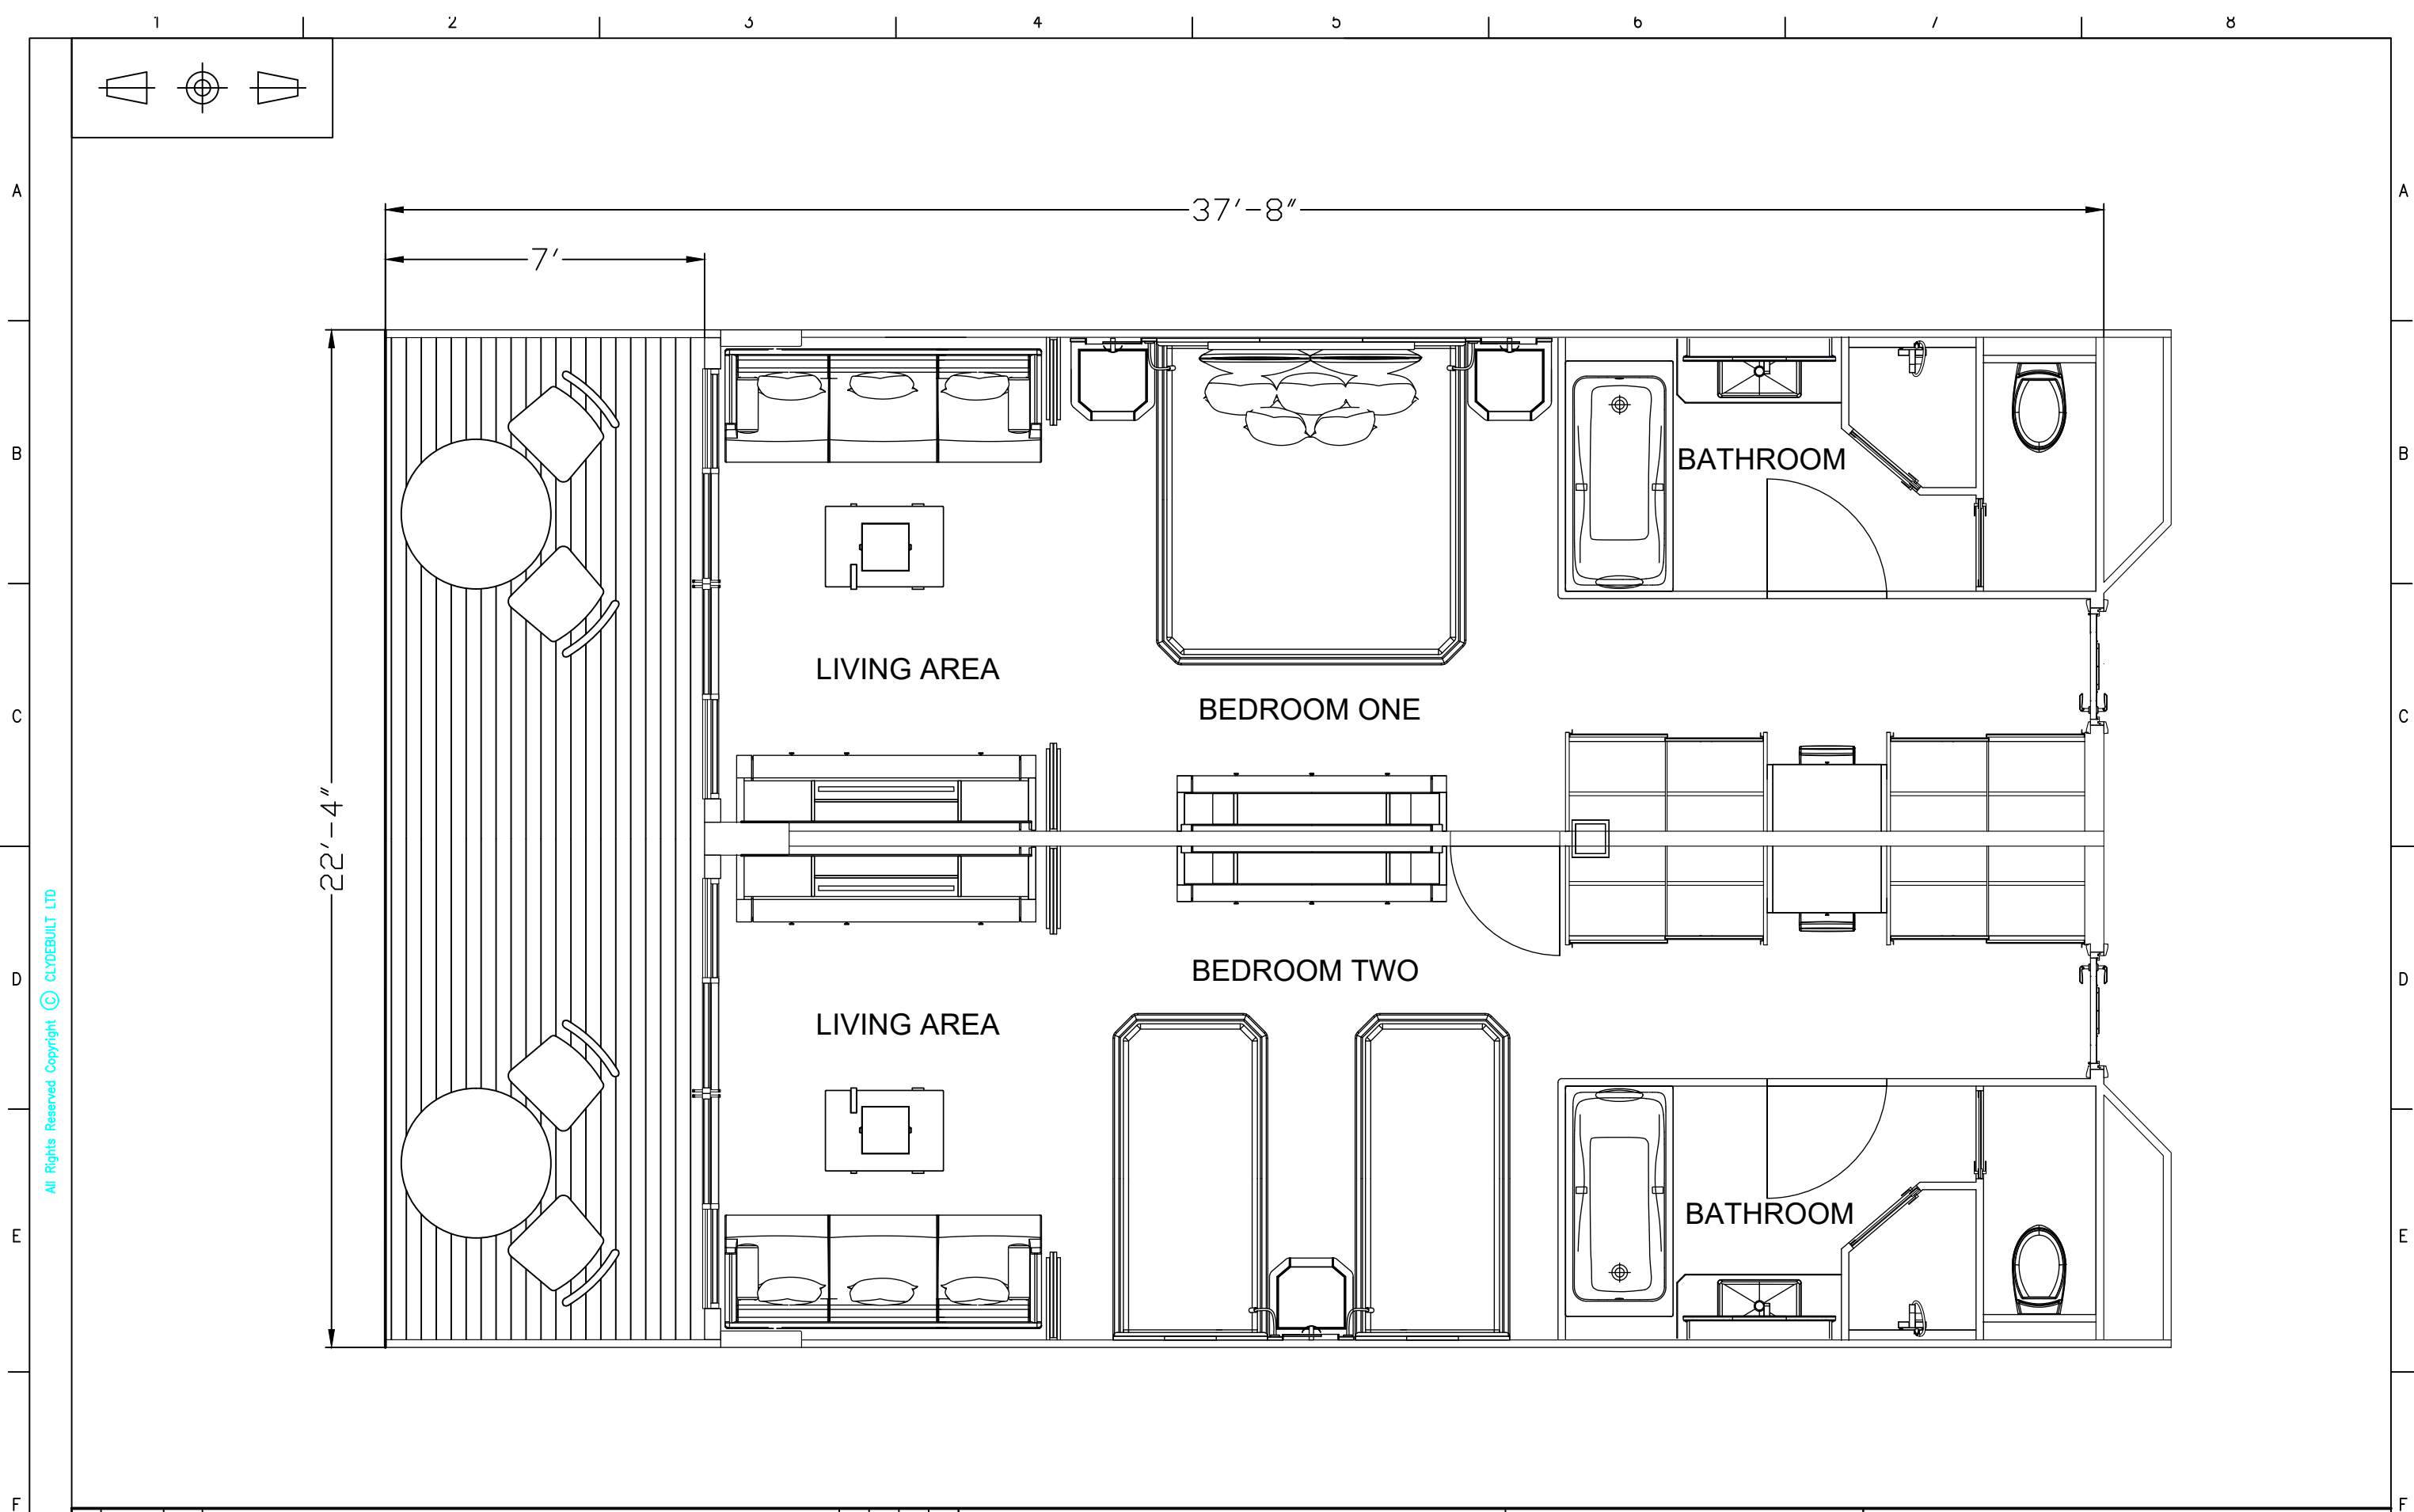 1 2 3 4 5 6 7 8
A A
37'-8"
7'
B B
BATHROOM
LIVING AREA
BEDROOM ONE
C C
22'-4"
All Rights Reserved Copyright © CLYDEBUILT LTD
BEDROOM TWO
D D
LIVING AREA
BATHROOM
E E
F F